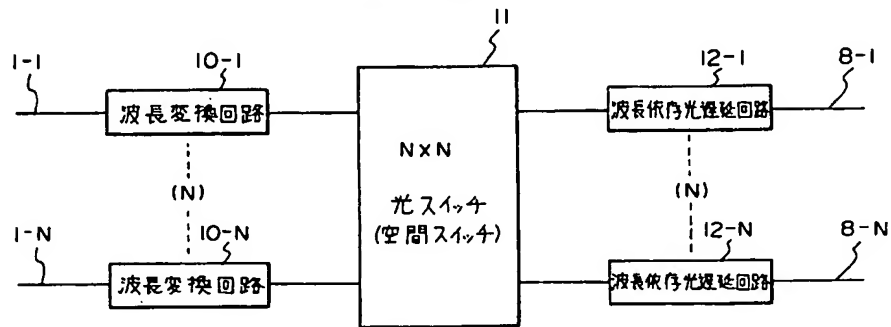 11
1-1
10-1
12-1
8-1
波長変換回路
波長依存光遅延回路
N×N
(N)
光スイッチ
(空間スイッチ)
(N)
1-N
10-N
12-N
8-N
波長変換回路
波長依存光遅延回路